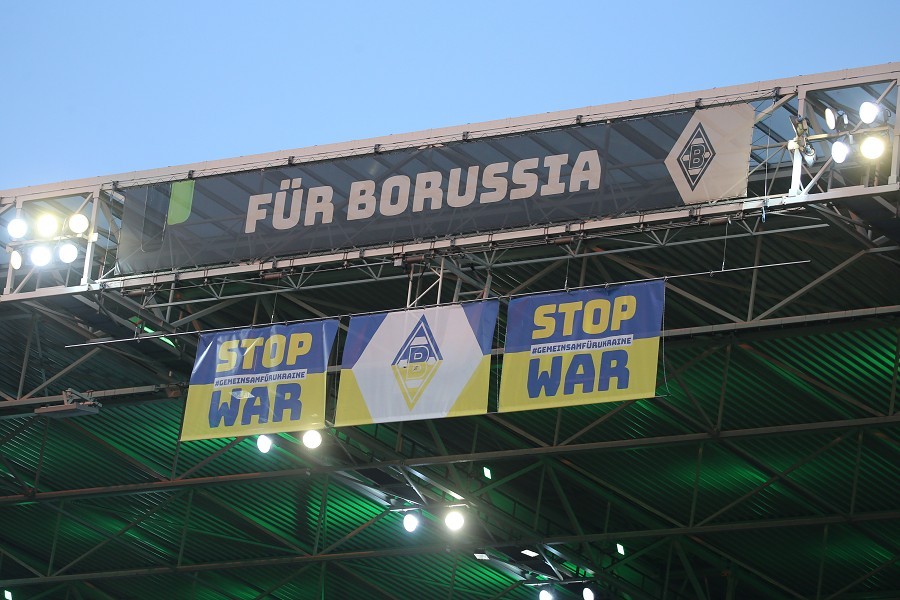 FÜR BORUSSIA
B
STOP
#GEMEINSAMFÜRUKRAINE
WAR
B
STOP
#GEMEINSAMFÜRUKRAINE
WAR